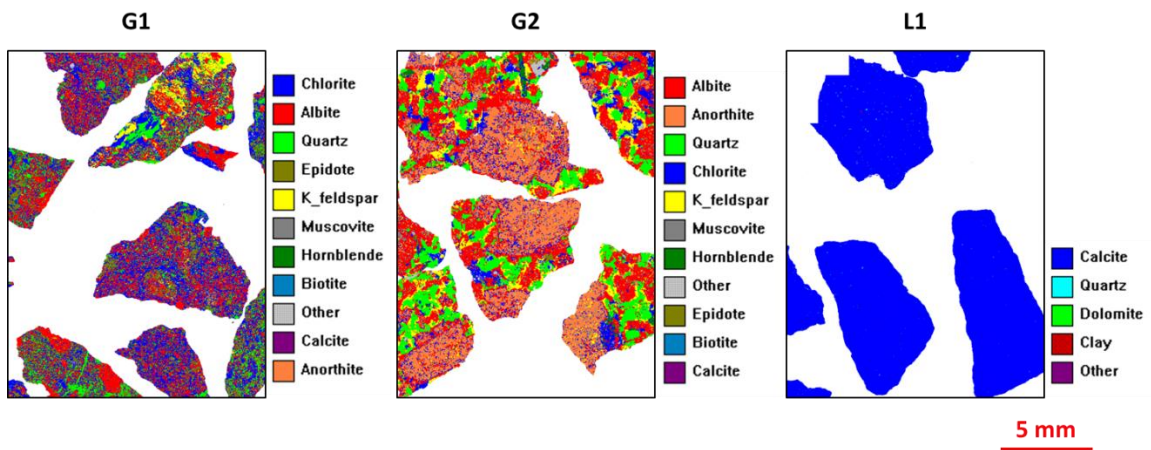 G1
G2
L1
Chlorite
Albite
Quartz
Epidote
K_feldspar
Muscovite
Hornblende
Biotite
Other
Calcite
Anorthite
Albite
Anorthite
Quartz
Chlorite
K_feldspar
Muscovite
Hornblende
Other
Epidote
Biotite
Calcite
Calcite
Quartz
Dolomite
Clay
Other
5 mm